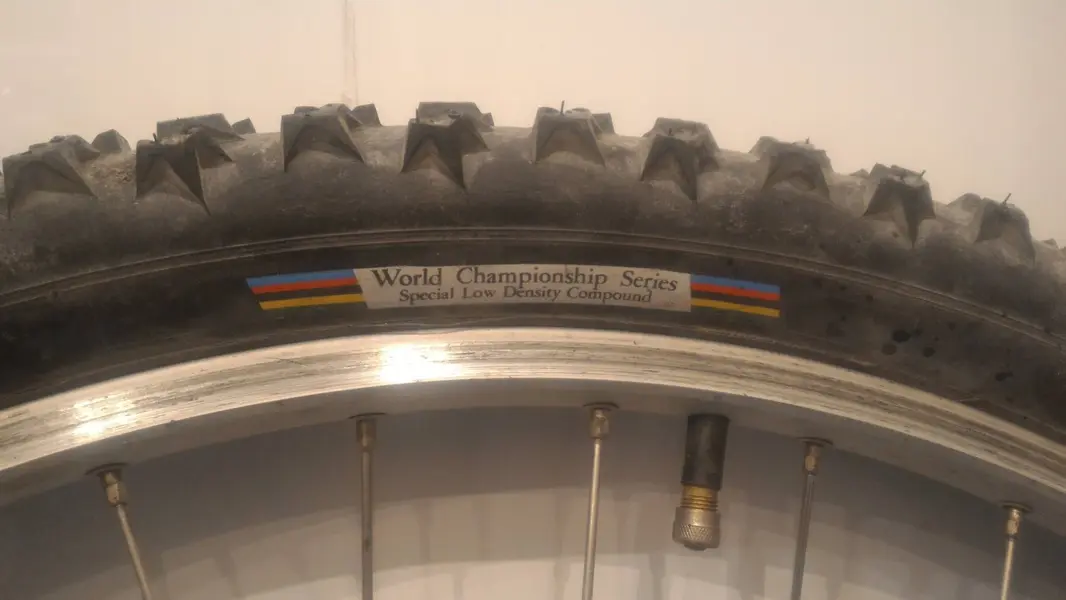 World Championship Series
Special Low Density Compound